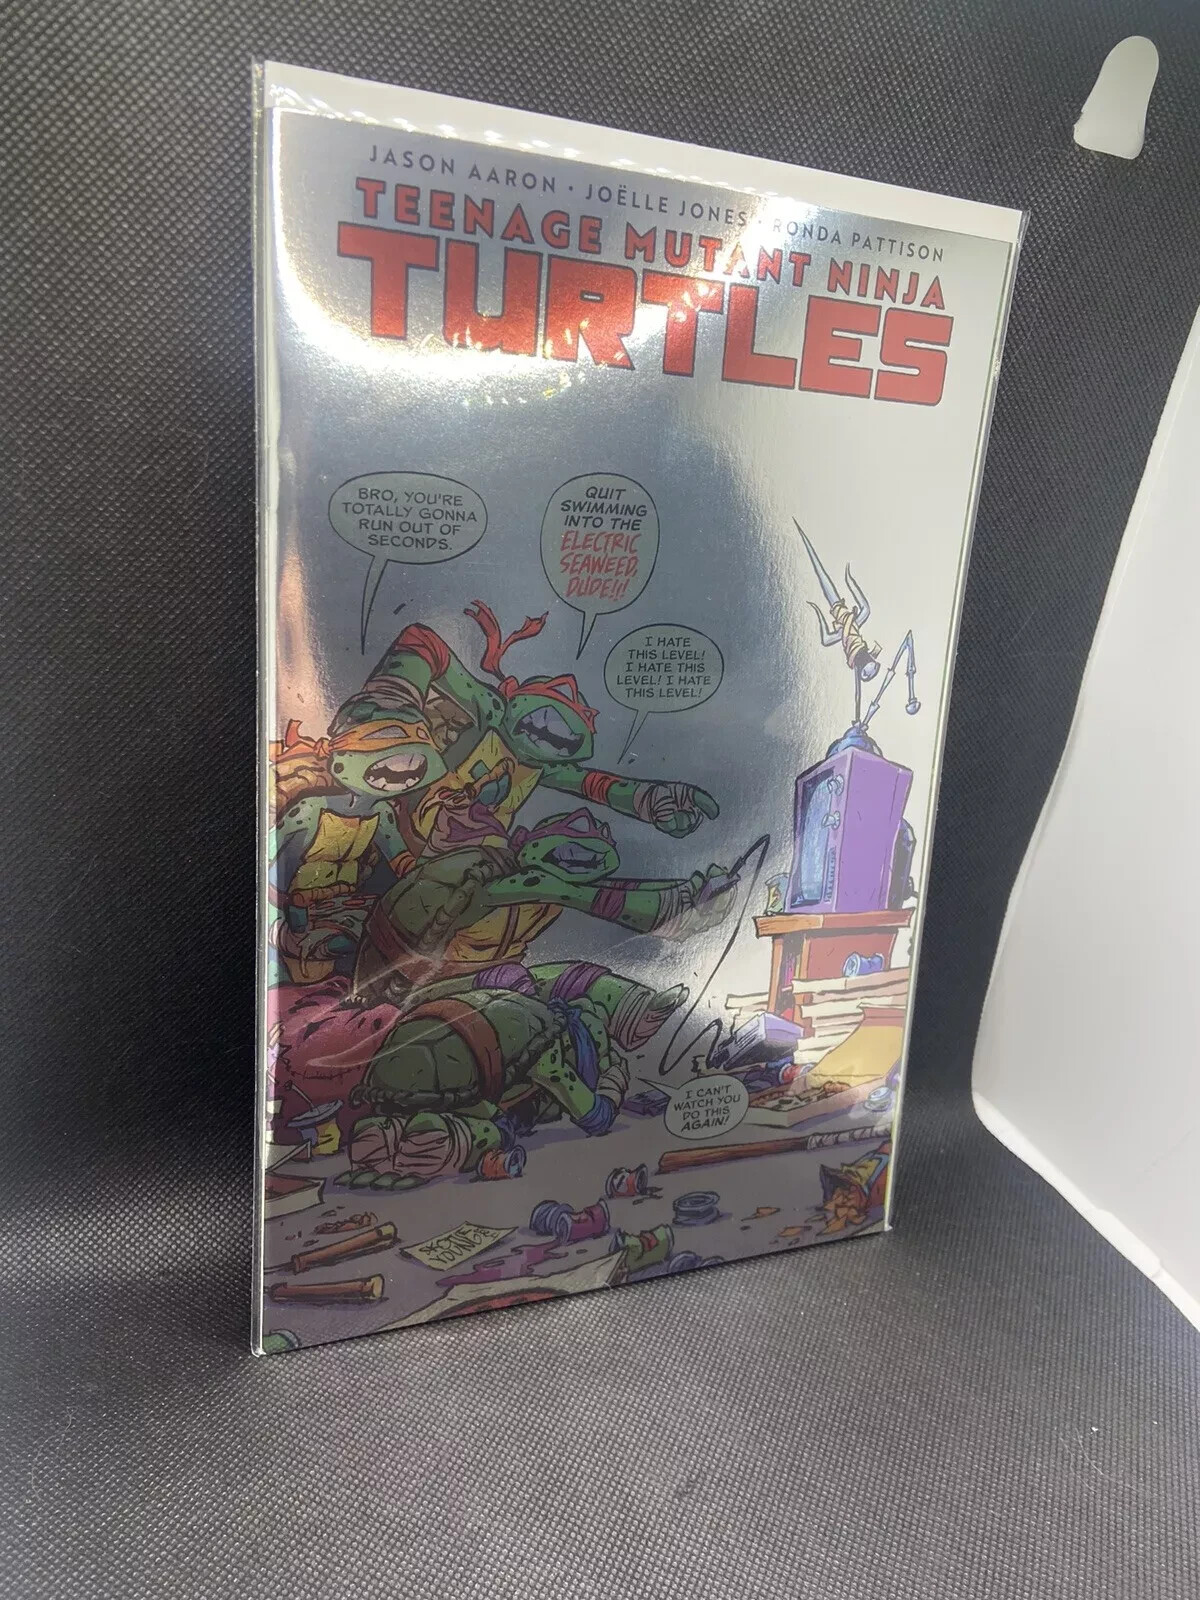 JASON AARON • JOËLLE JONES • RONDA PATTISON
TEENAGE MUTANT NINJA
TURTLES
BRO, YOU'RE
TOTALLY GONNA
RUN OUT OF
SECONDS.
QUIT
SWIMMING
INTO THE
ELECTRIC
SEAWEED,
DUDE!!!
I HATE
THIS LEVEL!
I HATE THIS
LEVEL! I HATE
THIS LEVEL!
I CAN'T
WATCH YOU
DO THIS
AGAIN!
SKOTTIE
YOUNG